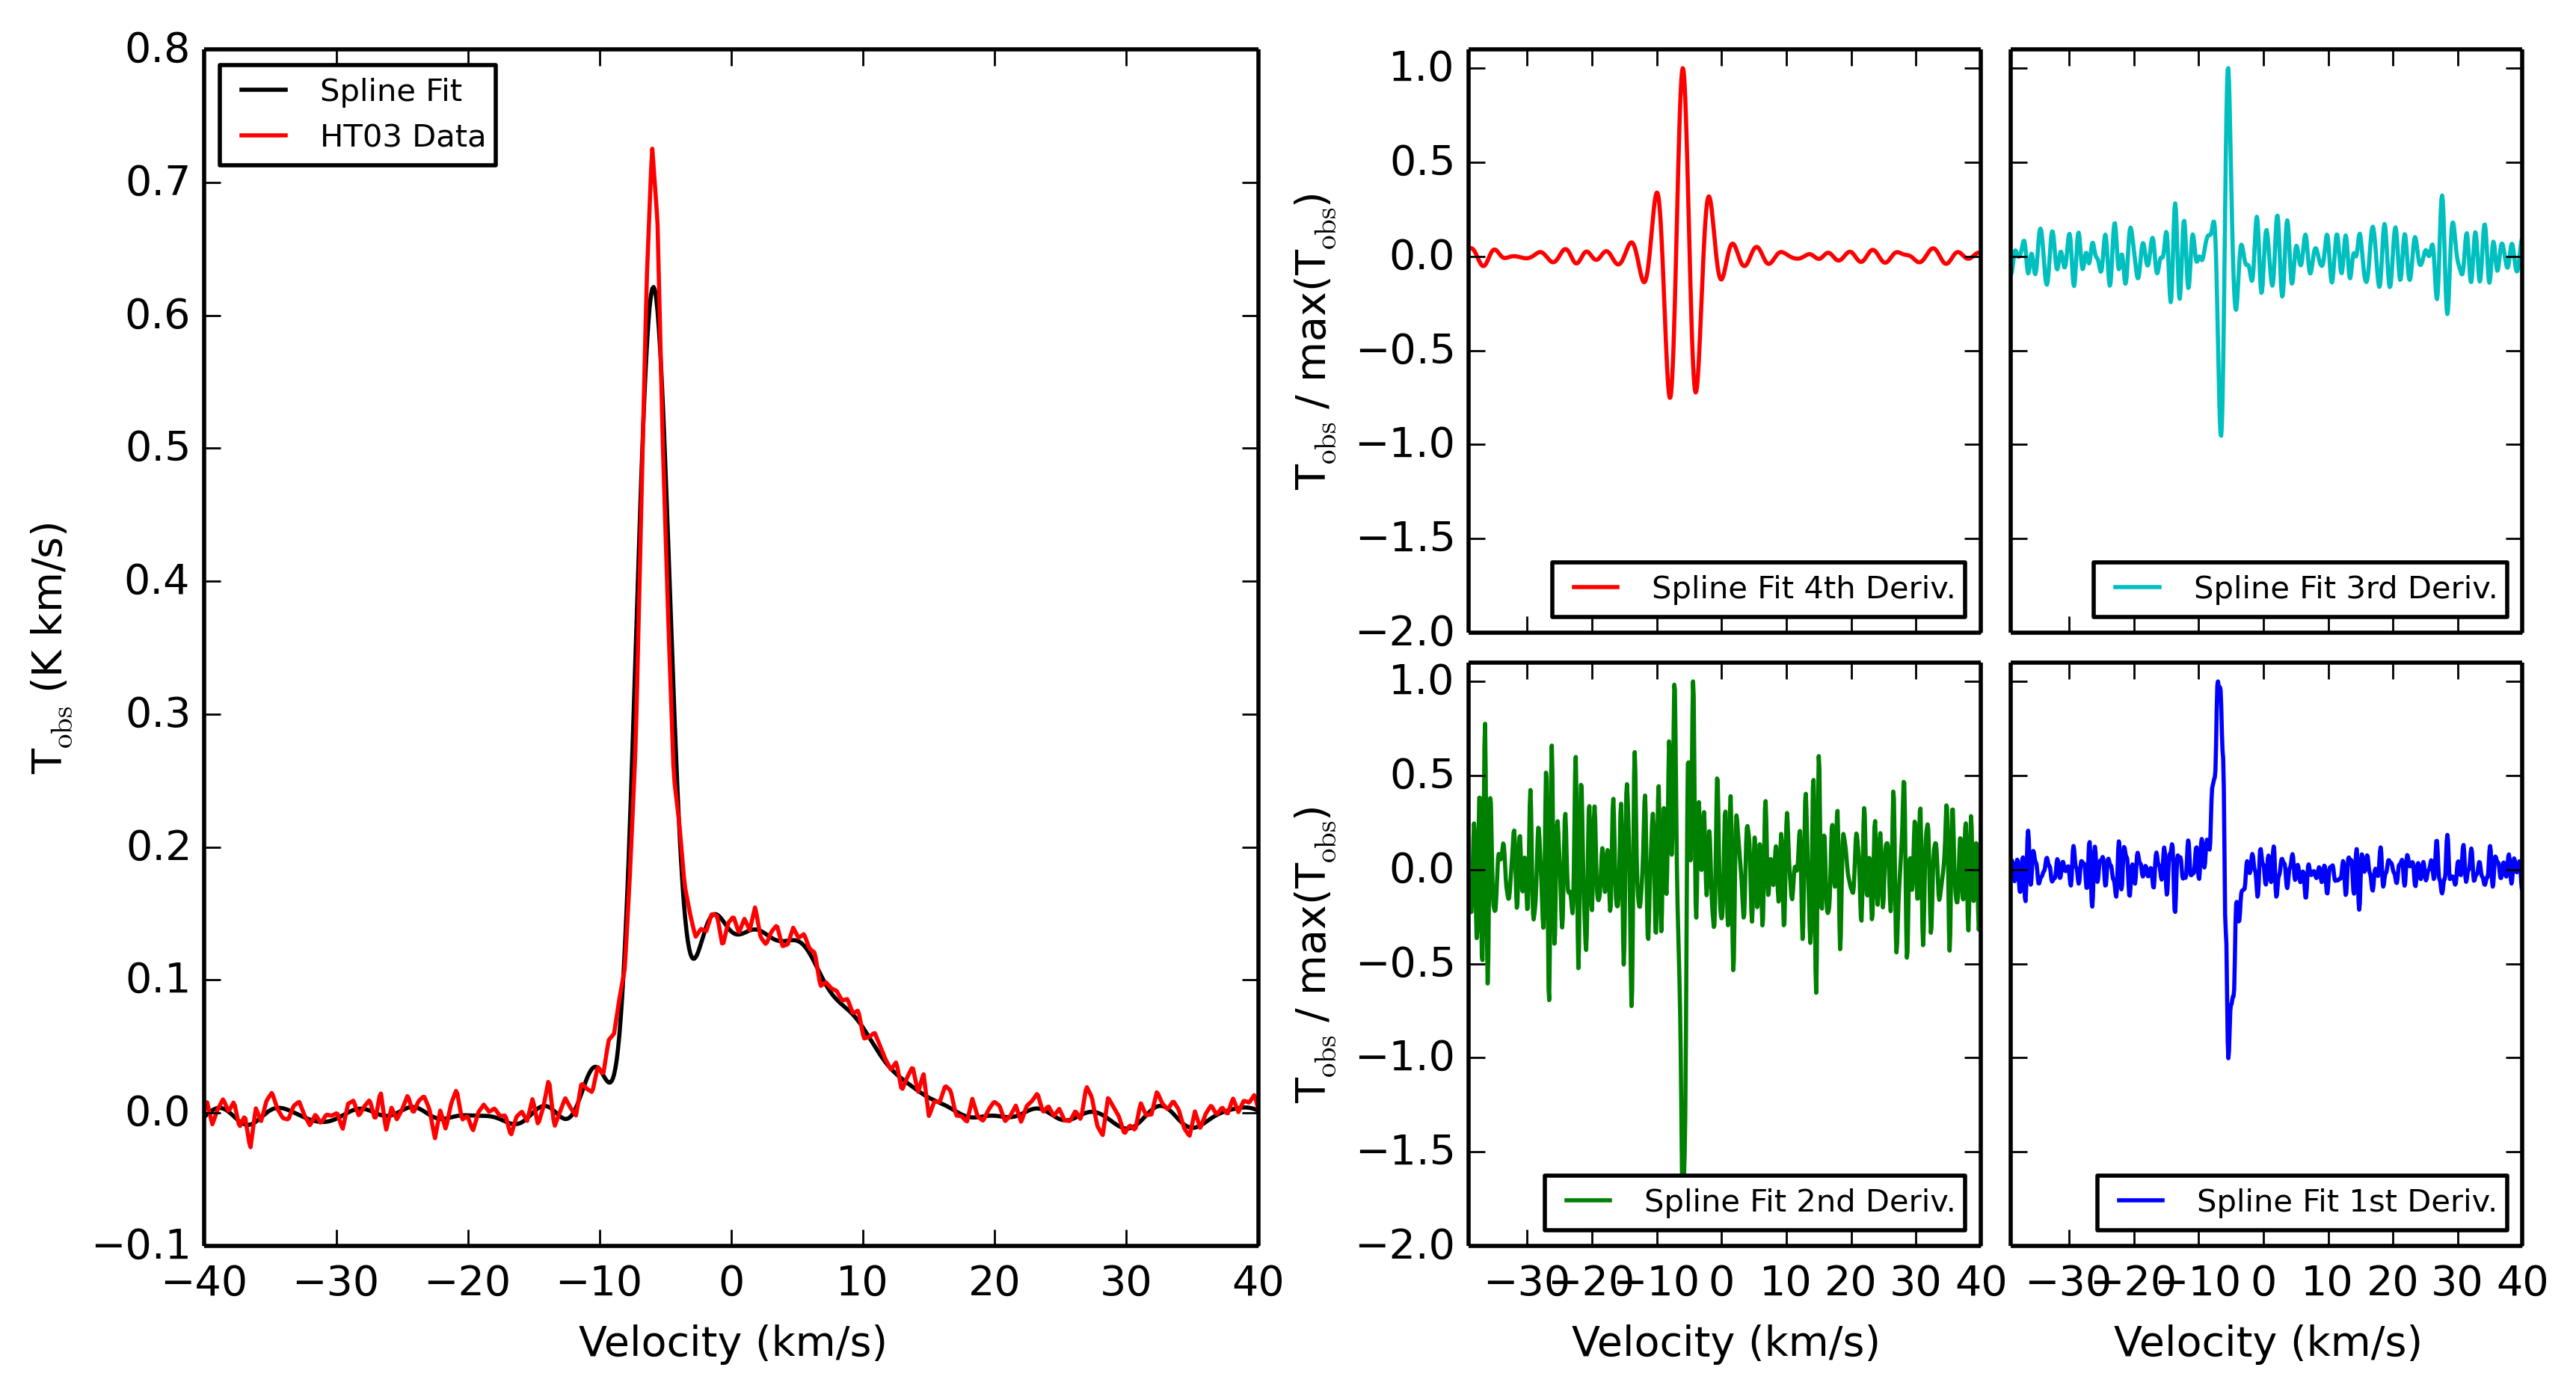 0.8
0.7
0.6
0.5
0.4
0.3
0.2
0.1
0.0
−0.1
T_obs (K km/s)
Spline Fit
HT03 Data
−40 −30 −20 −10 0 10 20 30 40
Velocity (km/s)
1.0
0.5
0.0
−0.5
−1.0
−1.5
−2.0
T_obs / max(T_obs)
Spline Fit 4th Deriv.
Spline Fit 3rd Deriv.
1.0
0.5
0.0
−0.5
−1.0
−1.5
−2.0
T_obs / max(T_obs)
Spline Fit 2nd Deriv.
Spline Fit 1st Deriv.
−30 −20 −10 0 10 20 30 40
−30 −20 −10 0 10 20 30 40
Velocity (km/s)
Velocity (km/s)